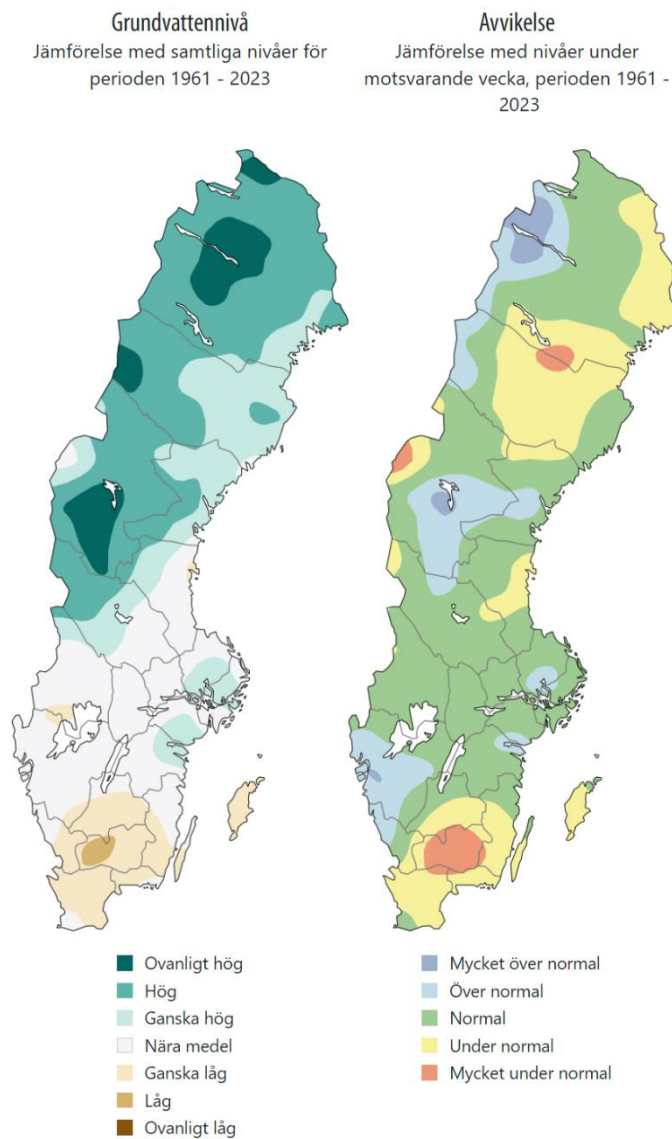 Grundvattennivå
Jämförelse med samtliga nivåer för
perioden 1961 - 2023
Avvikelse
Jämförelse med nivåer under
motsvarande vecka, perioden 1961 -
2023
Ovanligt hög
Hög
Ganska hög
Nära medel
Ganska låg
Låg
Ovanligt låg
Mycket över normal
Över normal
Normal
Under normal
Mycket under normal